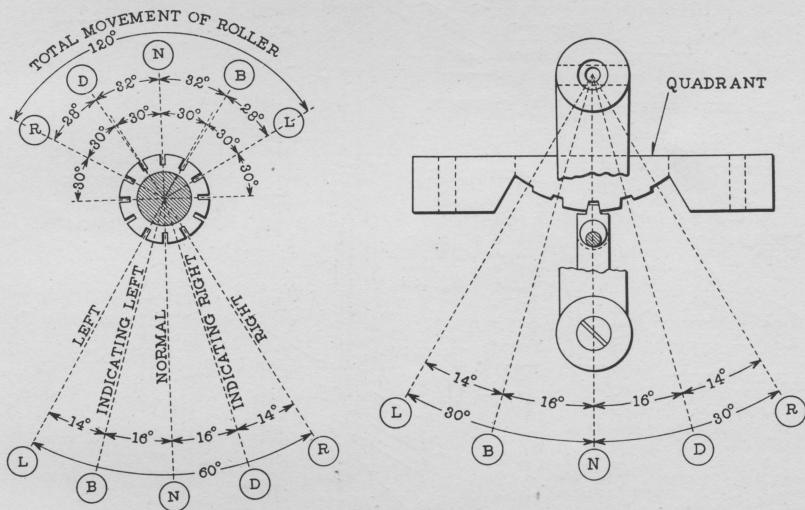 TOTAL MOVEMENT OF ROLLER
120°
N
D
B
R
L
32°
32°
28°
28°
30°
30°
30°
30°
30°
30°
LEFT
INDICATING LEFT
NORMAL
INDICATING RIGHT
RIGHT
14°
16°
16°
14°
60°
L
B
N
D
R
QUADRANT
14°
16°
16°
14°
30°
30°
L
B
N
D
R